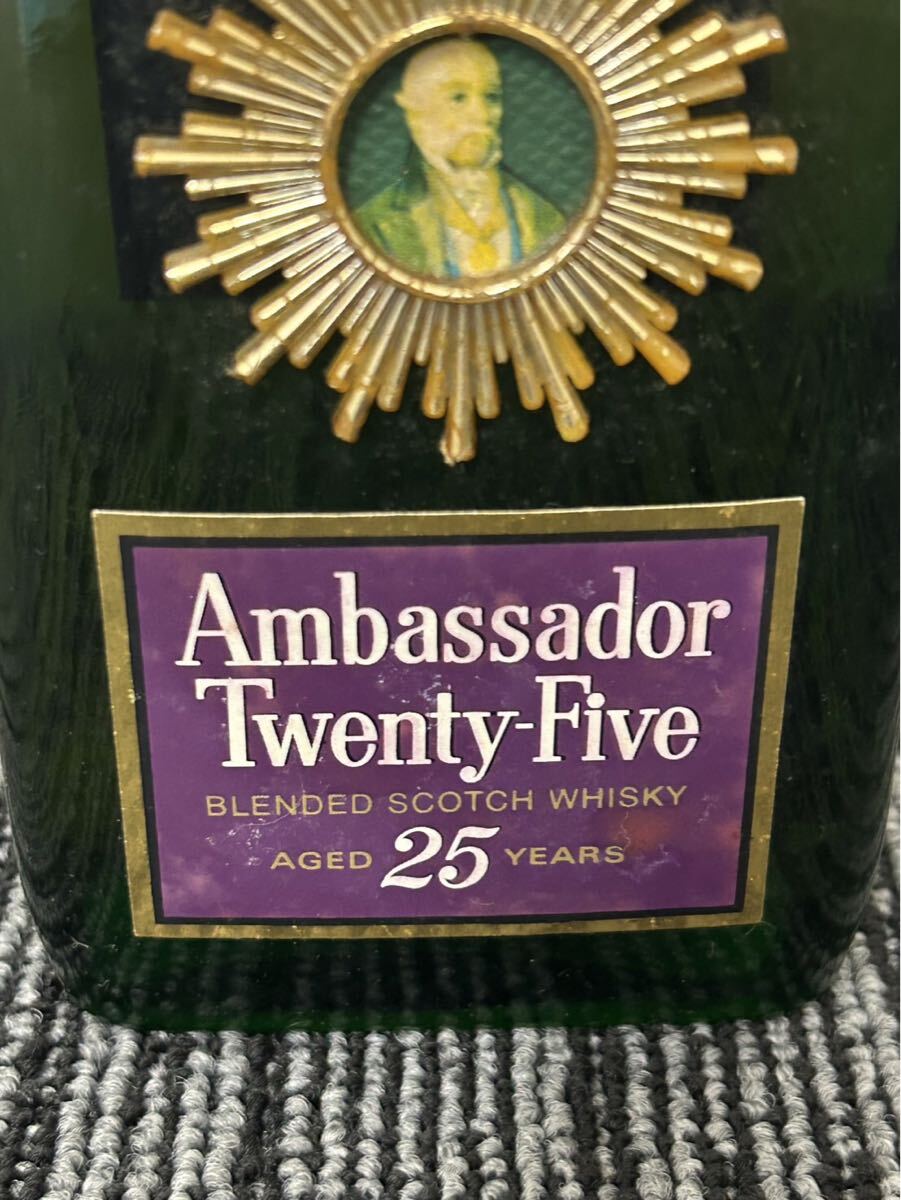 Ambassador
Twenty-Five
BLENDED SCOTCH WHISKY
AGED 25 YEARS